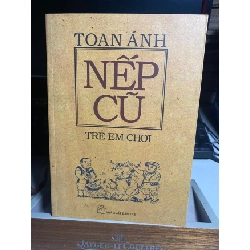 TOAN ÁNH
NẾP
CŨ
TRẺ EM CHƠI